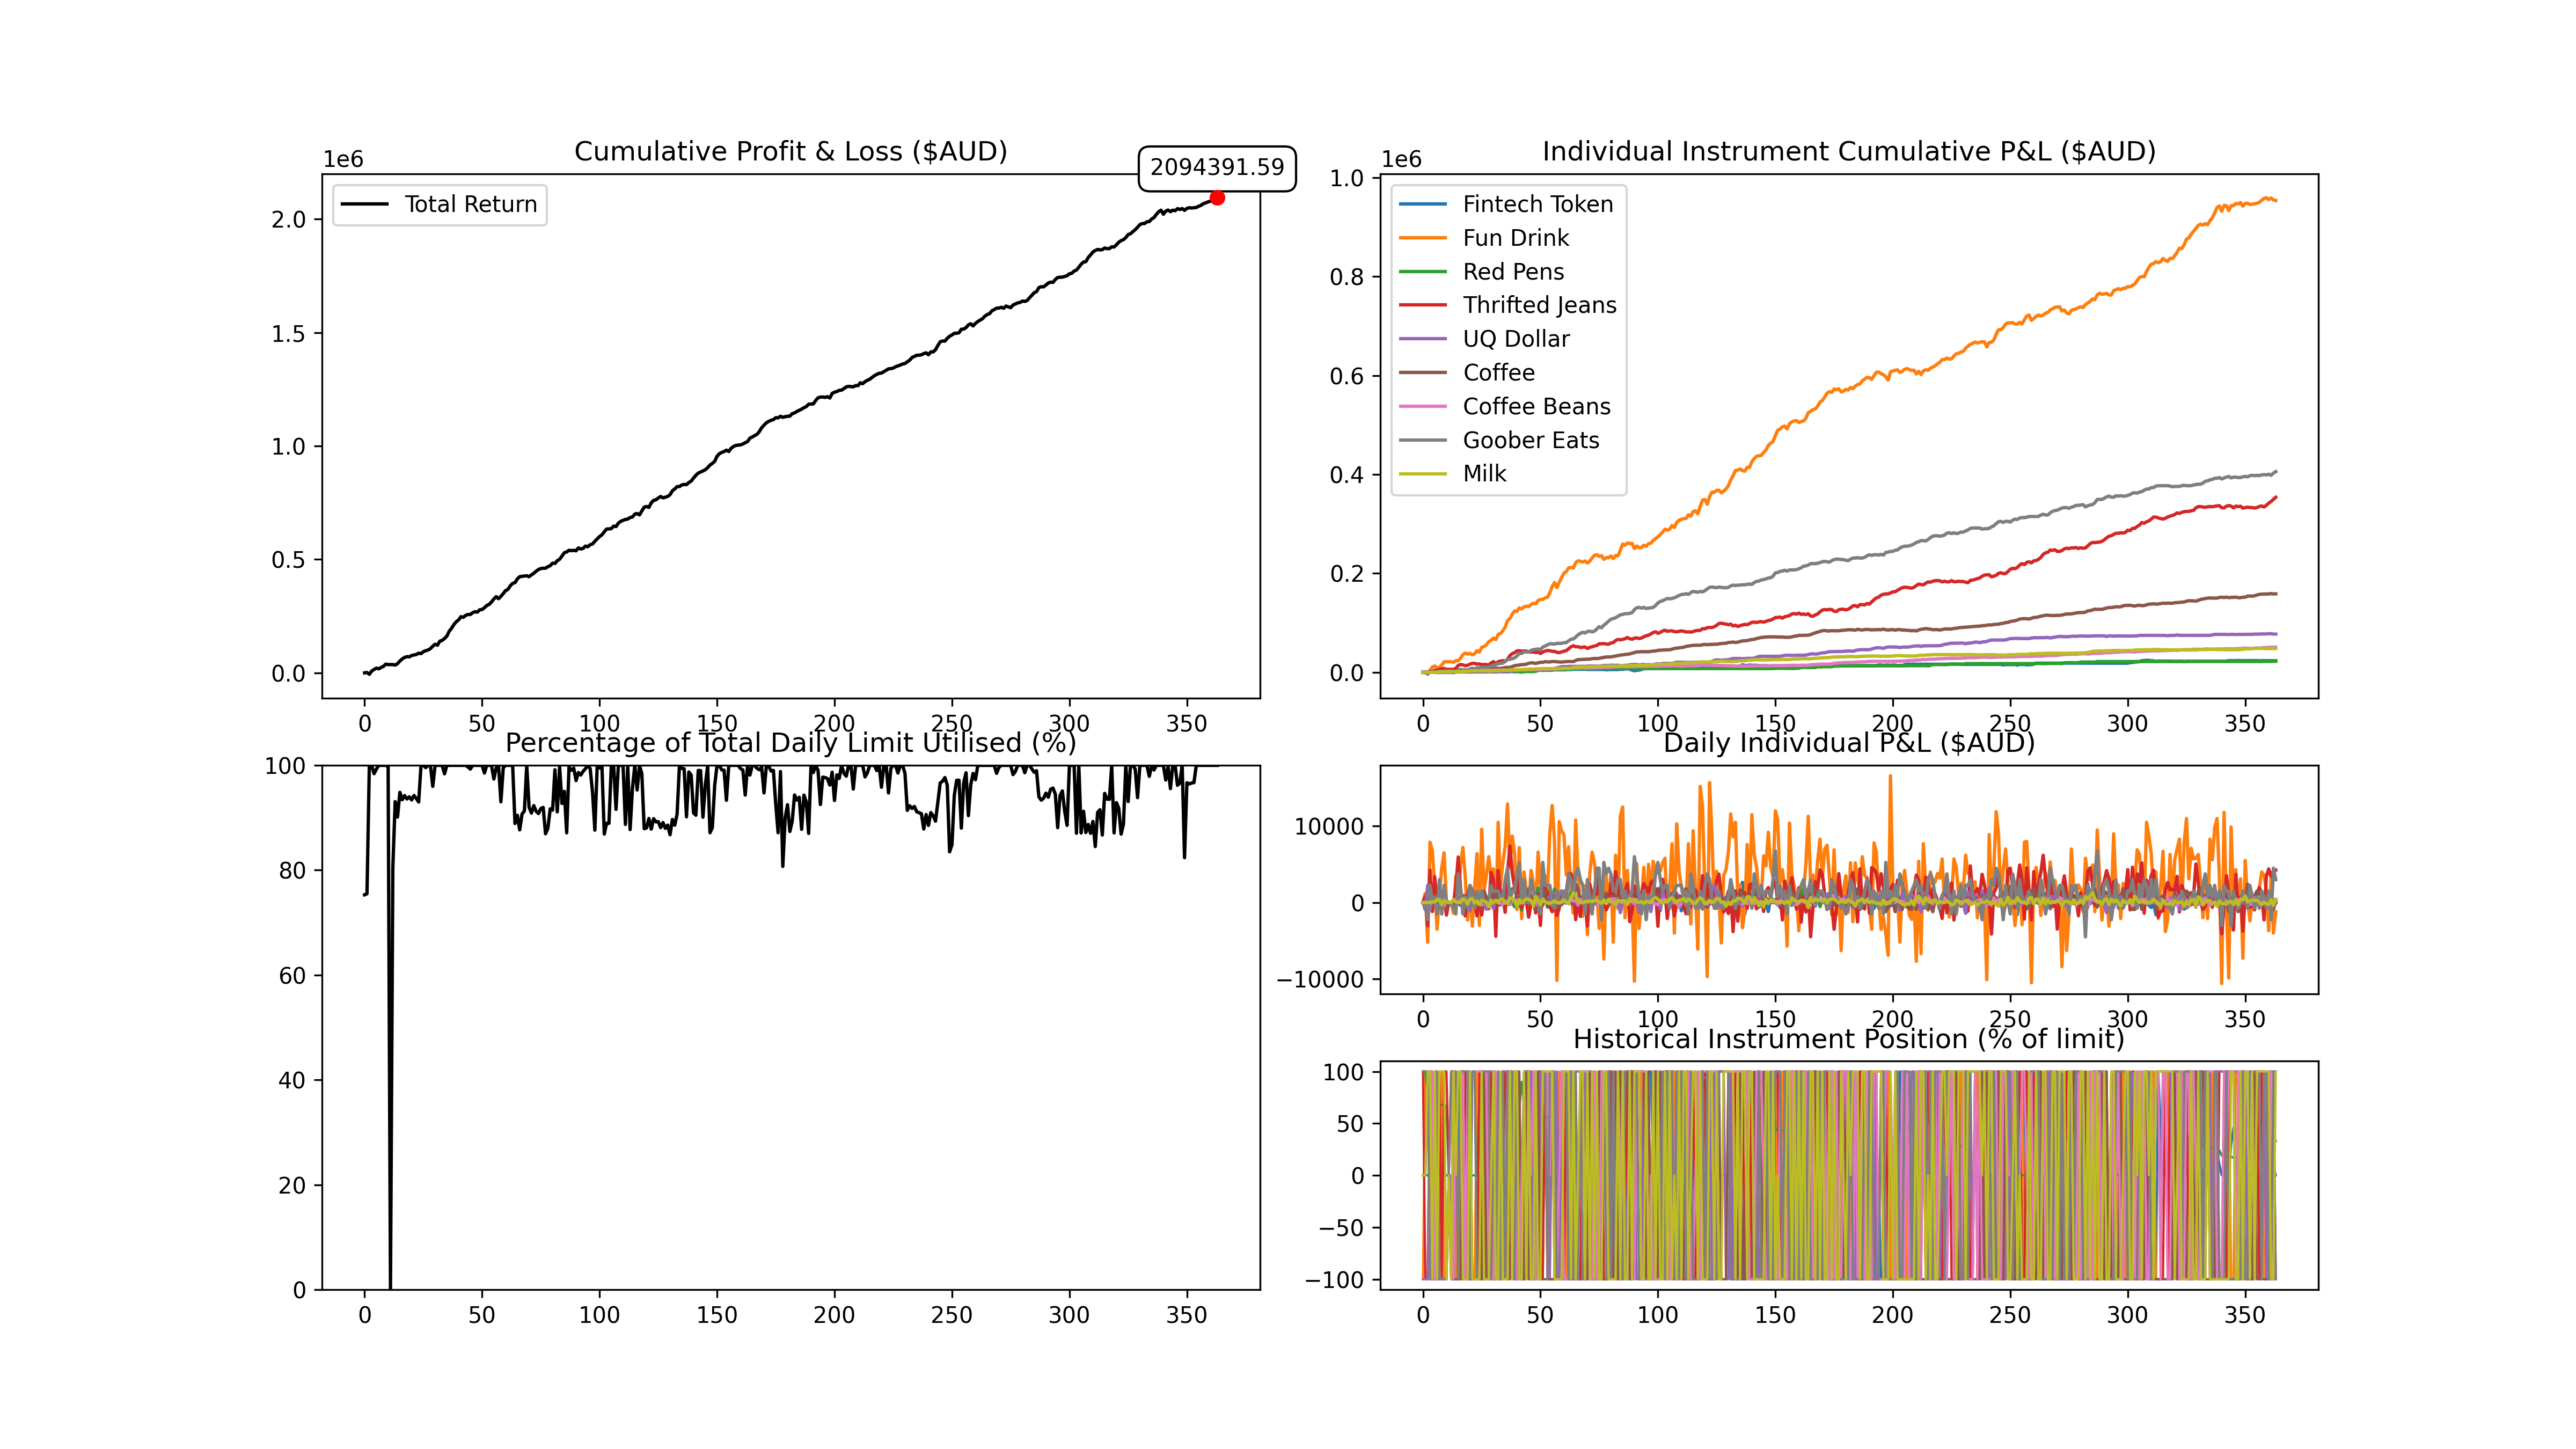 Cumulative Profit & Loss ($AUD)
1e6
2094391.59
Total Return
2.0
1.5
1.0
0.5
0.0
0 50 100 150 200 250 300 350
Individual Instrument Cumulative P&L ($AUD)
1e6
1.0
0.8
0.6
0.4
0.2
0.0
Fintech Token
Fun Drink
Red Pens
Thrifted Jeans
UQ Dollar
Coffee
Coffee Beans
Goober Eats
Milk
0 50 100 150 200 250 300 350
Percentage of Total Daily Limit Utilised (%)
100
80
60
40
20
0
0 50 100 150 200 250 300 350
Daily Individual P&L ($AUD)
10000
0
−10000
0 50 100 150 200 250 300 350
Historical Instrument Position (% of limit)
100
50
0
−50
−100
0 50 100 150 200 250 300 350